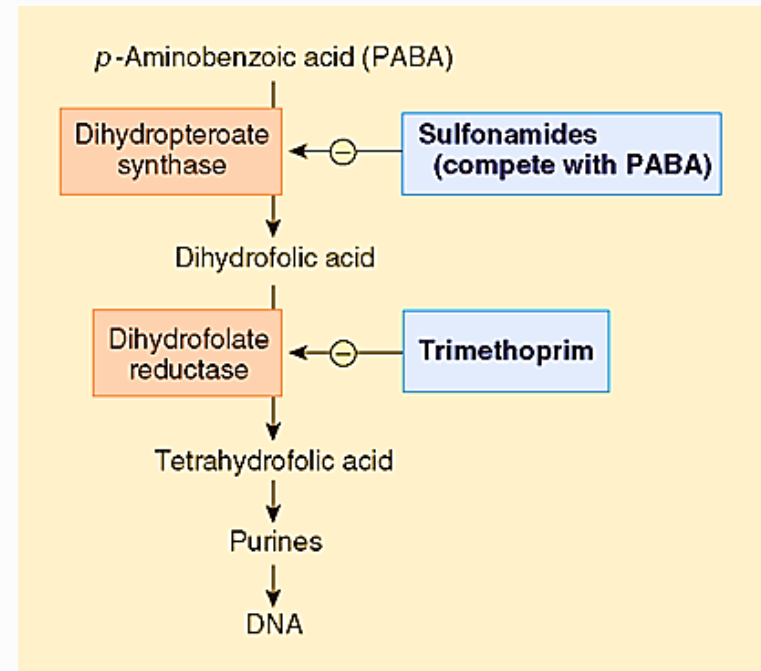 p-Aminobenzoic acid (PABA)
Dihydropteroate
synthase
−
Sulfonamides
(compete with PABA)
Dihydrofolic acid
Dihydrofolate
reductase
−
Trimethoprim
Tetrahydrofolic acid
Purines
DNA